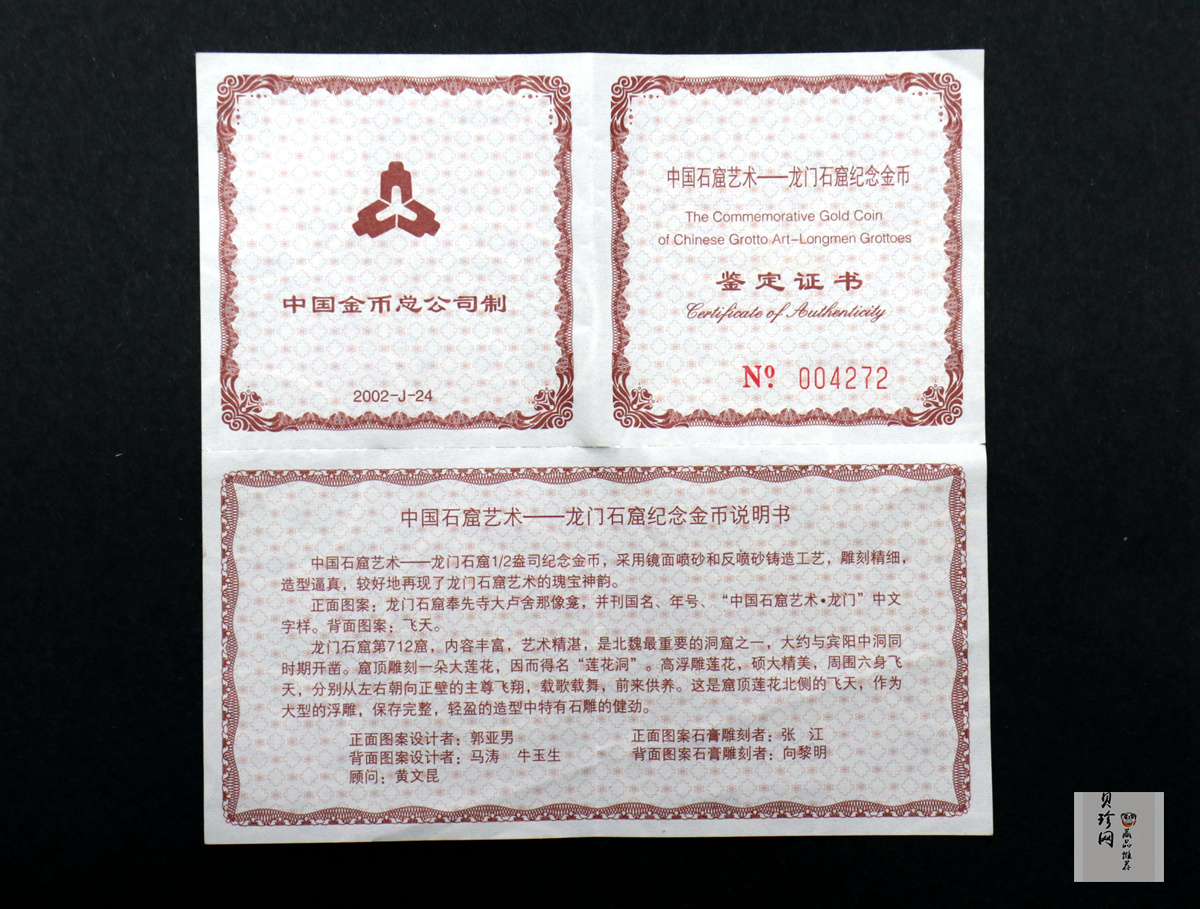 中国金币总公司制
2002-J-24
中国石窟艺术——龙门石窟纪念金币
The Commemorative Gold Coin
of Chinese Grotto Art-Longmen Grottoes
鉴定证书
Certificate of Authenticity
Nº 004272
中国石窟艺术——龙门石窟纪念金币说明书
中国石窟艺术——龙门石窟1/2盎司纪念金币，采用镜面喷砂和反喷砂铸造工艺，雕刻精细，
造型逼真，较好地再现了龙门石窟艺术的瑰宝神韵。
正面图案：龙门石窟奉先寺大卢舍那像龛，并刊国名、年号、“中国石窟艺术•龙门”中文
字样。背面图案：飞天。
龙门石窟第712窟，内容丰富，艺术精湛，是北魏最重要的洞窟之一，大约与宾阳中洞同
时期开凿。窟顶雕刻一朵大莲花，因而得名“莲花洞”。高浮雕莲花，硕大精美，周围六身飞
天，分别从左右朝向正壁的主尊飞翔，载歌载舞，前来供养。这是窟顶莲花北侧的飞天，作为
大型的浮雕，保存完整，轻盈的造型中特有石雕的健劲。
正面图案设计者：郭亚男
背面图案设计者：马涛 牛玉生
顾问：黄文昆
正面图案石膏雕刻者：张 江
背面图案石膏雕刻者：向黎明
贝珍网
藏品推荐